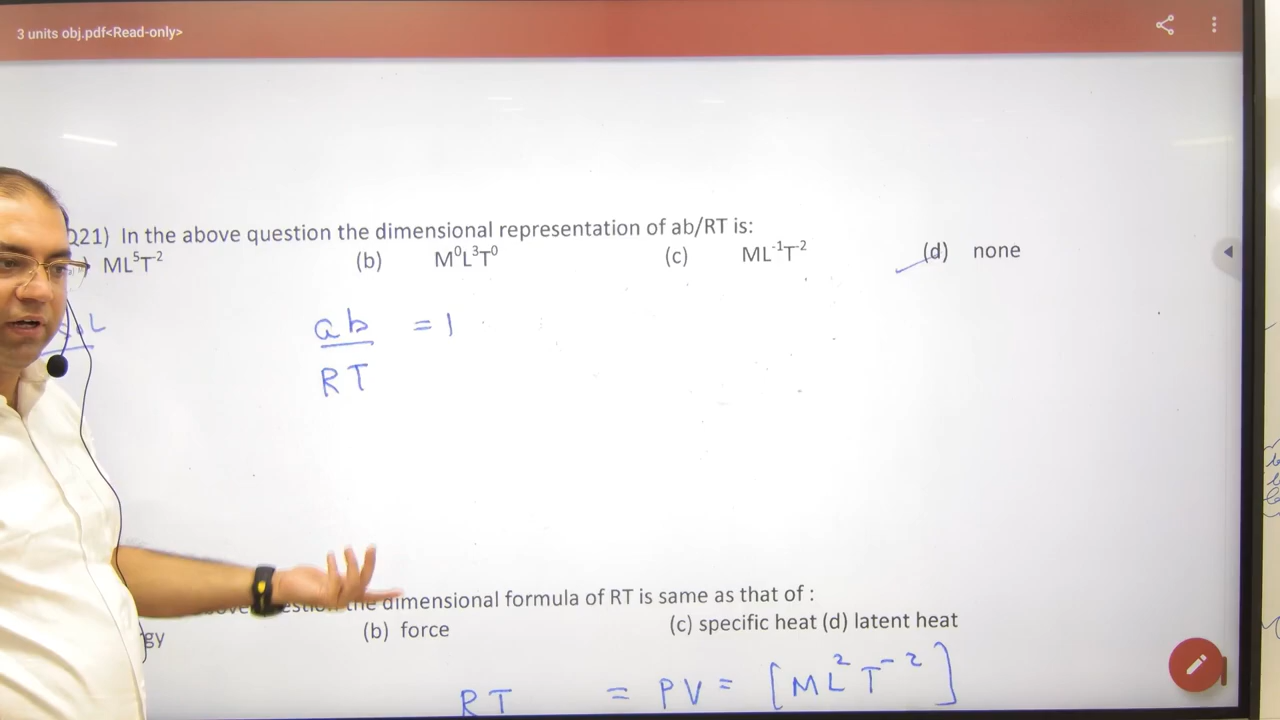 3 units obj.pdf<Read-only>
Q21) In the above question the dimensional representation of ab/RT is:
ML⁵T⁻² (b) M⁰L³T⁰ (c) ML⁻¹T⁻² (d) none
ab = 1
RT
the dimensional formula of RT is same as that of :
gy (b) force (c) specific heat (d) latent heat
RT = PV = [ML²T⁻²]